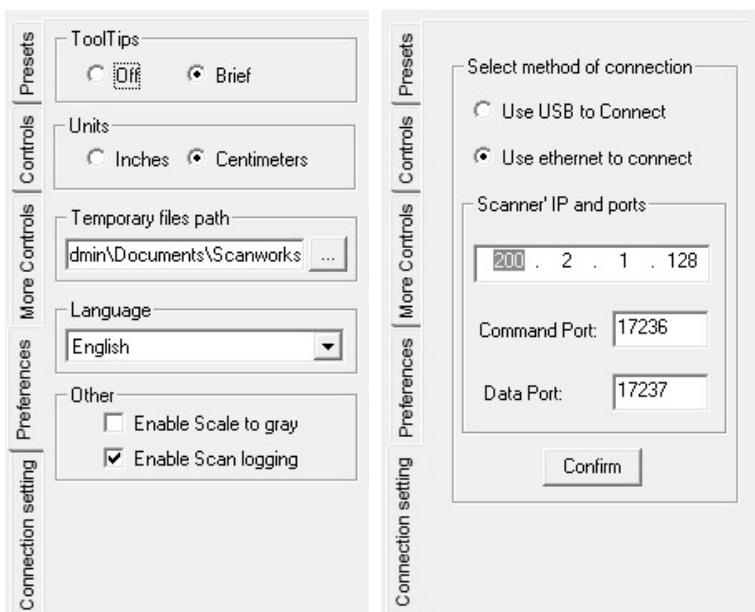 Presets
Controls
More Controls
Preferences
Connection setting
ToolTips
Off Brief
Units
Inches Centimeters
Temporary files path
dmin\Documents\Scanworks ...
Language
English
Other
Enable Scale to gray
Enable Scan logging
Presets
Controls
More Controls
Preferences
Connection setting
Select method of connection
Use USB to Connect
Use ethernet to connect
Scanner' IP and ports
200 . 2 . 1 . 128
Command Port: 17236
Data Port: 17237
Confirm